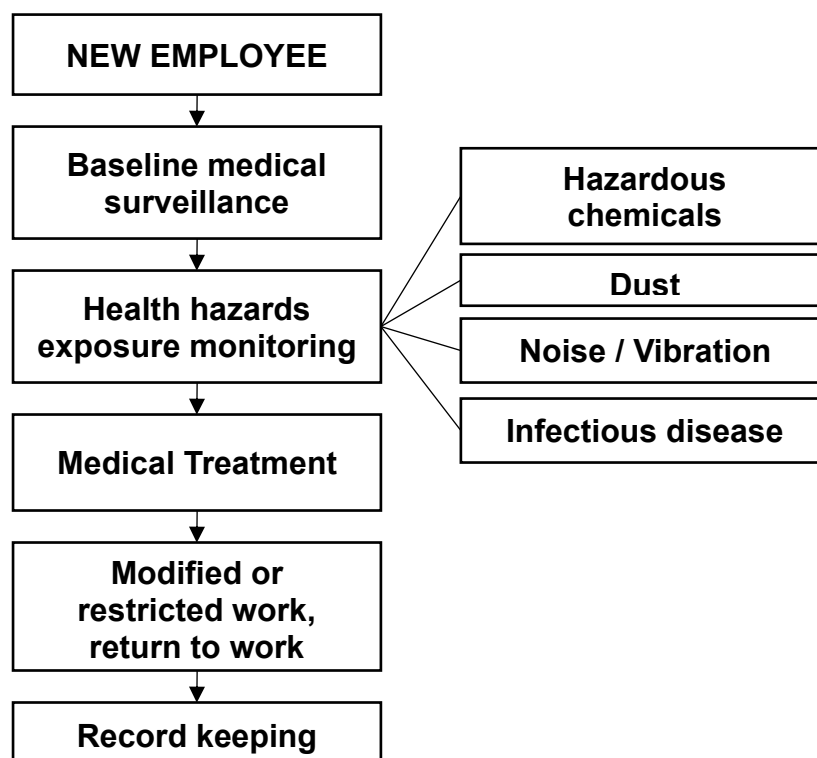 NEW EMPLOYEE
Baseline medical
surveillance
Health hazards
exposure monitoring
Medical Treatment
Modified or
restricted work,
return to work
Record keeping
Hazardous
chemicals
Dust
Noise / Vibration
Infectious disease